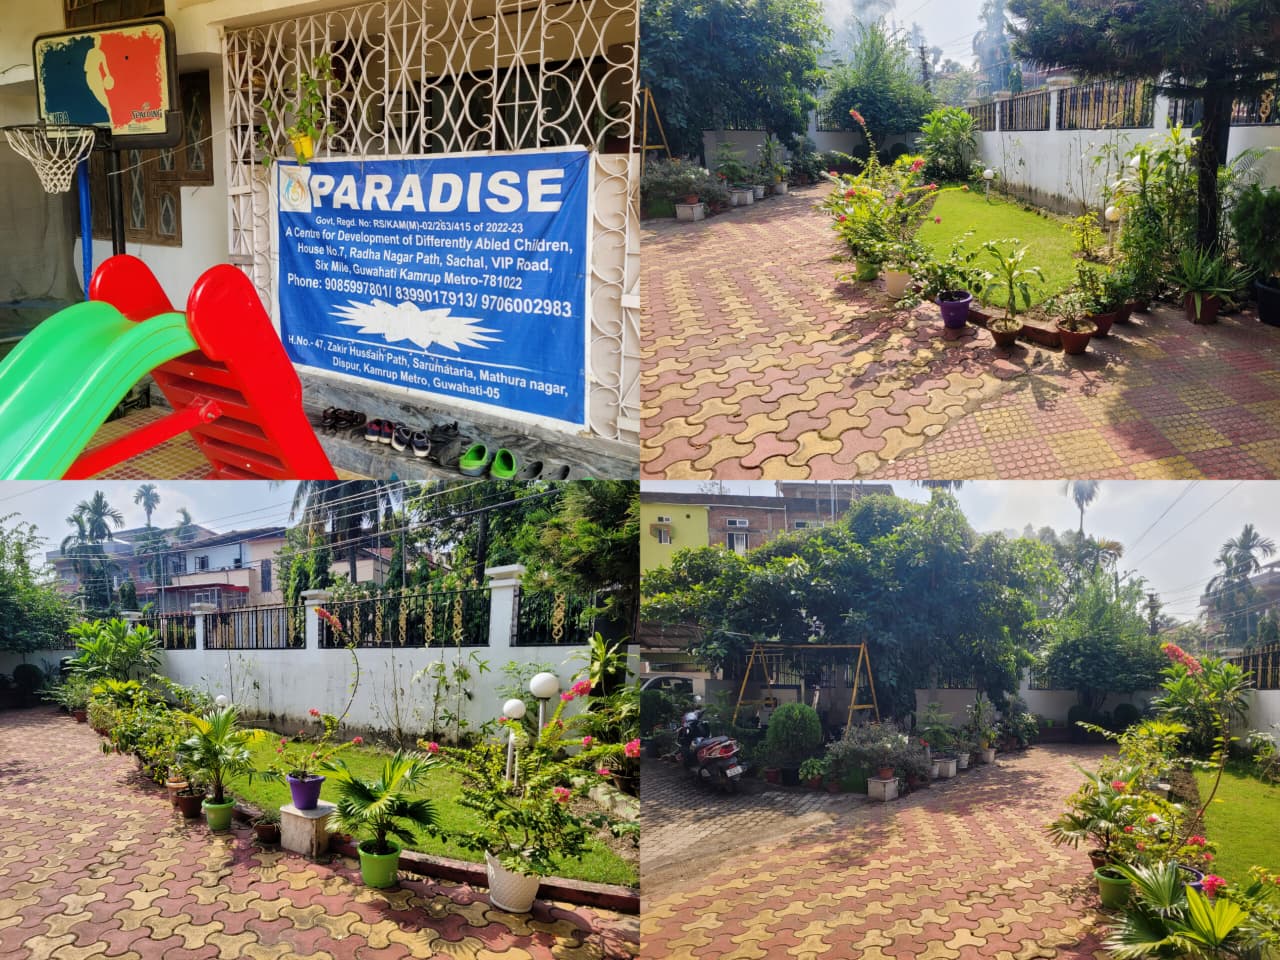 NBA
SPALDING
PARADISE
Govt. Regd. No: RS/KAM(M)-02/263/415 of 2022-23
A Centre for Development of Differently Abled Children,
House No.7, Radha Nagar Path, Sachal, VIP Road,
Six Mile, Guwahati Kamrup Metro-781022
Phone: 9085997801/ 8399017913/ 9706002983
H.No.- 47, Zakir Hussain Path, Sarumataria, Mathura nagar,
Dispur, Kamrup Metro, Guwahati-05